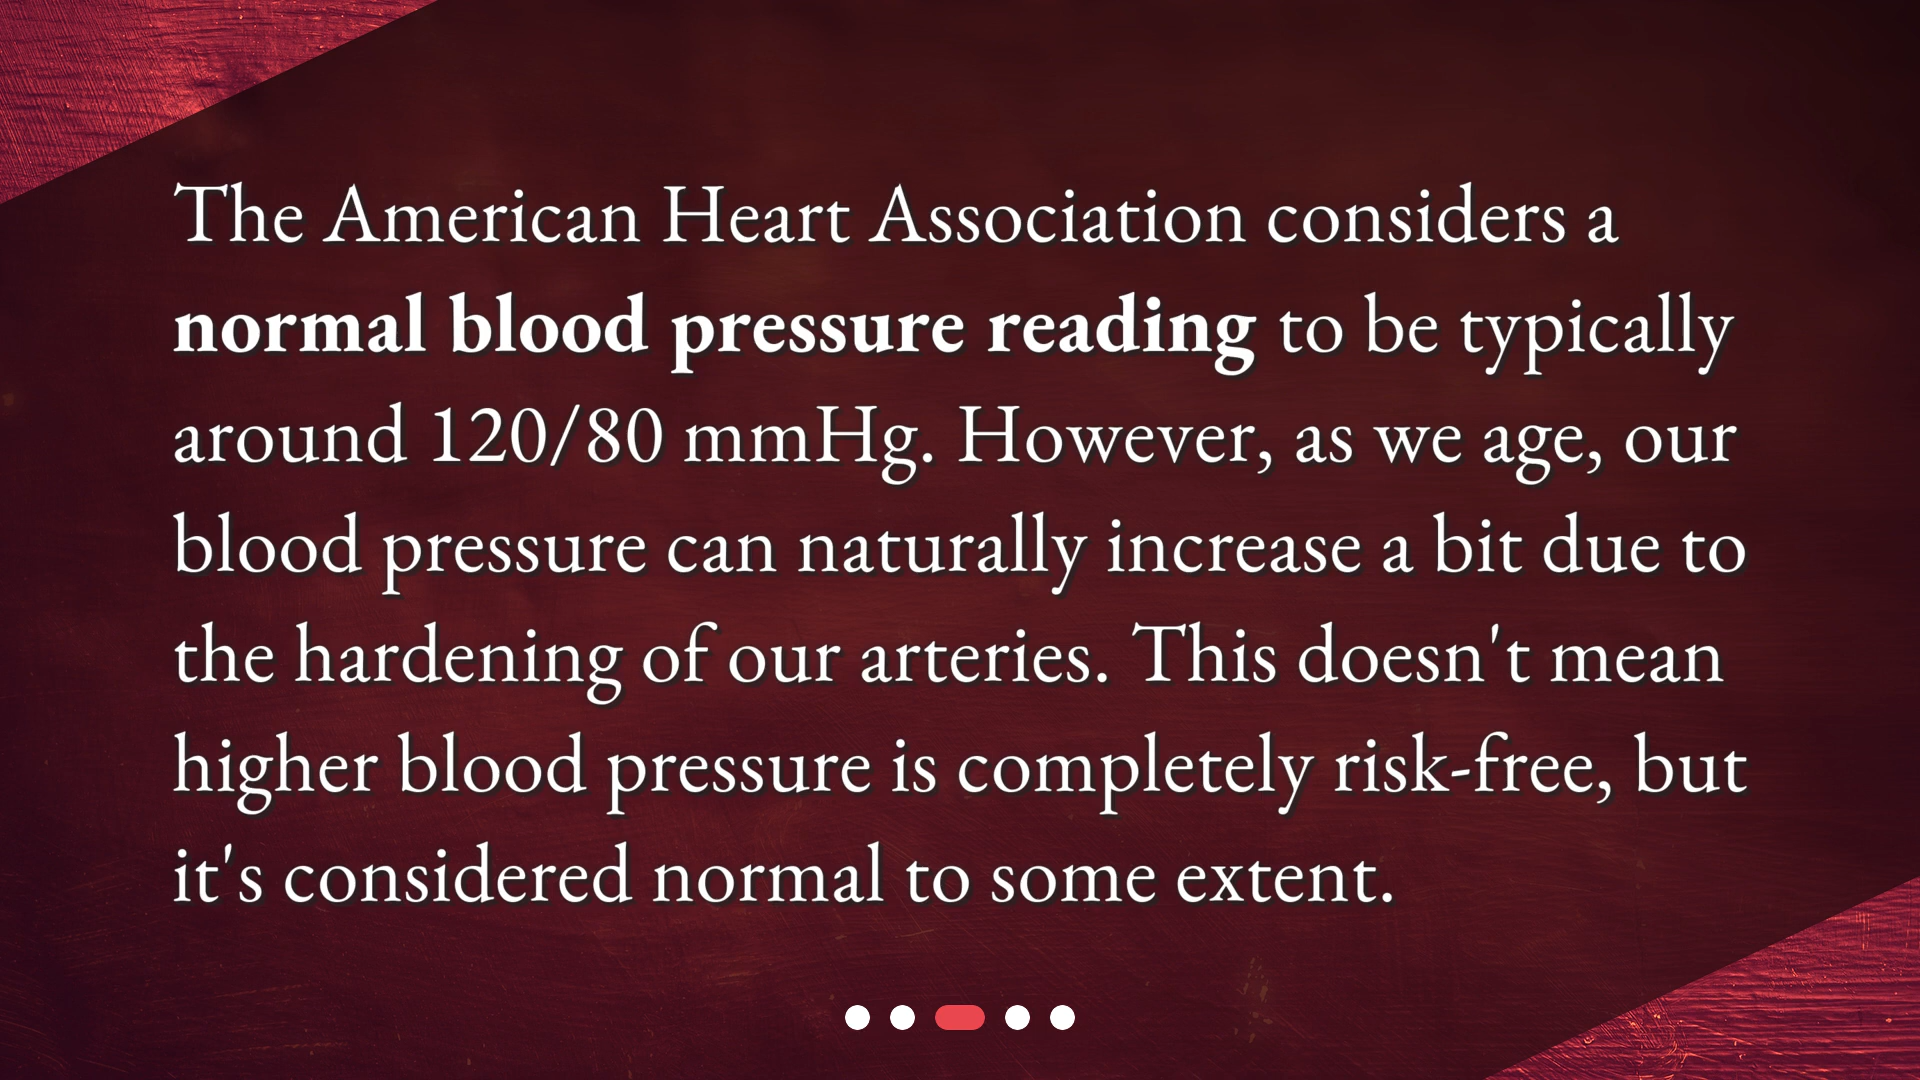 The American Heart Association considers a
normal blood pressure reading to be typically
around 120/80 mmHg. However, as we age, our
blood pressure can naturally increase a bit due to
the hardening of our arteries. This doesn't mean
higher blood pressure is completely risk-free, but
it's considered normal to some extent.